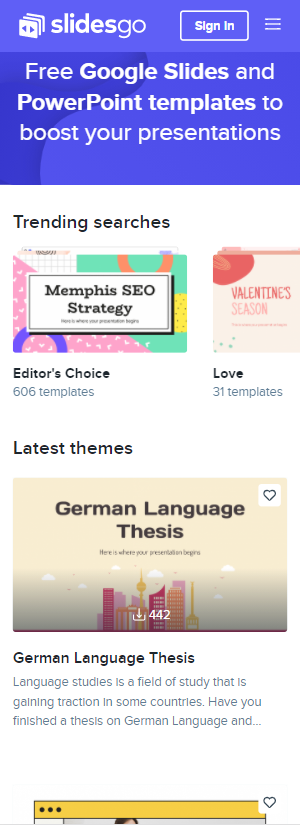 slidesgo
Sign In
Free Google Slides and
PowerPoint templates to
boost your presentations
Trending searches
Memphis SEO
Strategy
Here is where your presentation begins
VALENTINE'S
SEASON
Editor's Choice
606 templates
Love
31 templates
Latest themes
German Language
Thesis
Here is where your presentation begins
442
German Language Thesis
Language studies is a field of study that is
gaining traction in some countries. Have you
finished a thesis on German Language and...